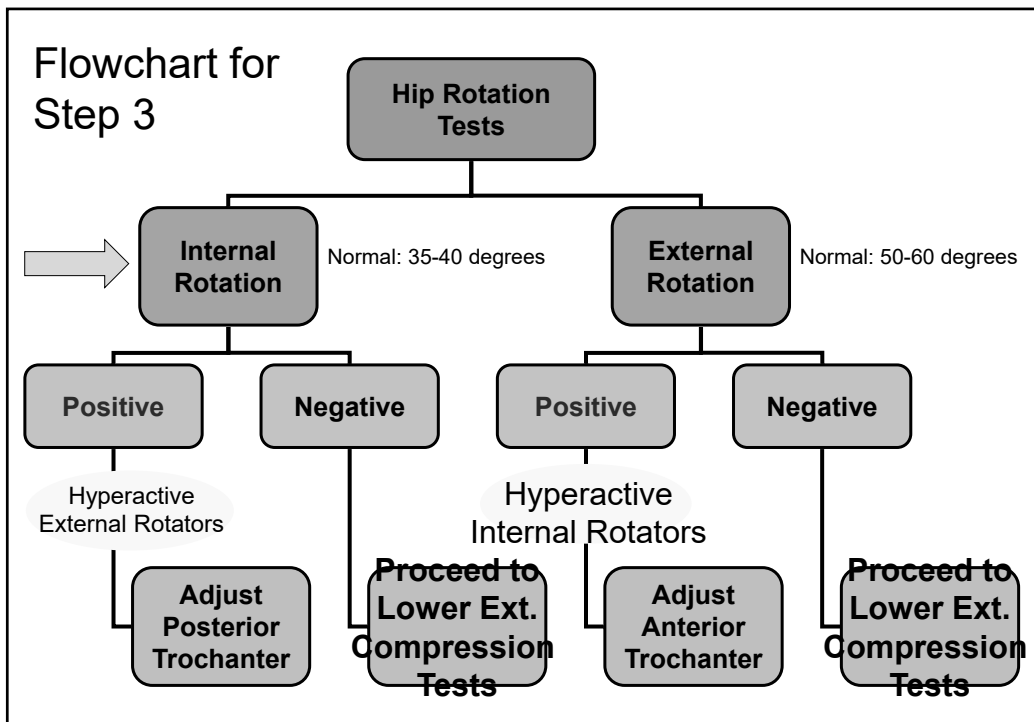 Flowchart for
Step 3
Hip Rotation
Tests
Internal
Rotation
Normal: 35-40 degrees
External
Rotation
Normal: 50-60 degrees
Positive
Negative
Positive
Negative
Hyperactive
External Rotators
Hyperactive
Internal Rotators
Adjust
Posterior
Trochanter
Proceed to
Lower Ext.
Compression
Tests
Adjust
Anterior
Trochanter
Proceed to
Lower Ext.
Compression
Tests